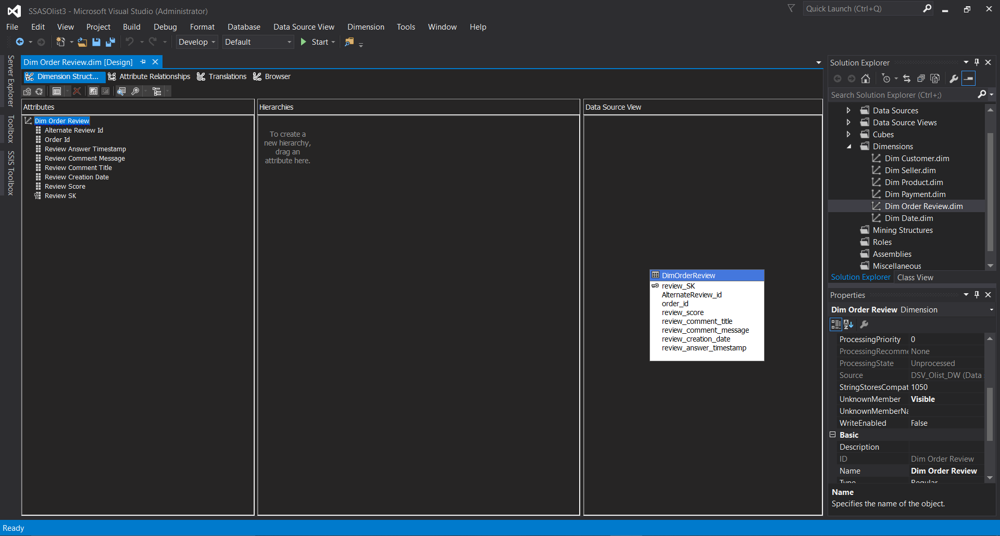 SSASOlist3 - Microsoft Visual Studio (Administrator)
Quick Launch (Ctrl+Q)
File Edit View Project Build Debug Format Database Data Source View Dimension Tools Window Help
Develop Default Start
Server Explorer
Toolbox
SSIS Toolbox
Dim Order Review.dim [Design]
Dimension Struct... Attribute Relationships Translations Browser
Attributes
Dim Order Review
Alternate Review Id
Order Id
Review Answer Timestamp
Review Comment Message
Review Comment Title
Review Creation Date
Review Score
Review SK
Hierarchies
To create a
new hierarchy,
drag an
attribute here.
Data Source View
DimOrderReview
review_SK
AlternateReview_id
order_id
review_score
review_comment_title
review_comment_message
review_creation_date
review_answer_timestamp
Solution Explorer
Search Solution Explorer (Ctrl+;)
Data Sources
Data Source Views
Cubes
Dimensions
Dim Customer.dim
Dim Seller.dim
Dim Product.dim
Dim Payment.dim
Dim Order Review.dim
Dim Date.dim
Mining Structures
Roles
Assemblies
Miscellaneous
Solution Explorer Class View
Properties
Dim Order Review Dimension
ProcessingPriority 0
ProcessingRecomme None
ProcessingState Unprocessed
Source DSV_Olist_DW (Data
StringStoresCompat 1050
UnknownMember Visible
UnknownMemberNa
WriteEnabled False
Basic
Description
ID Dim Order Review
Name Dim Order Review
Type Regular
Name
Specifies the name of the object.
Ready